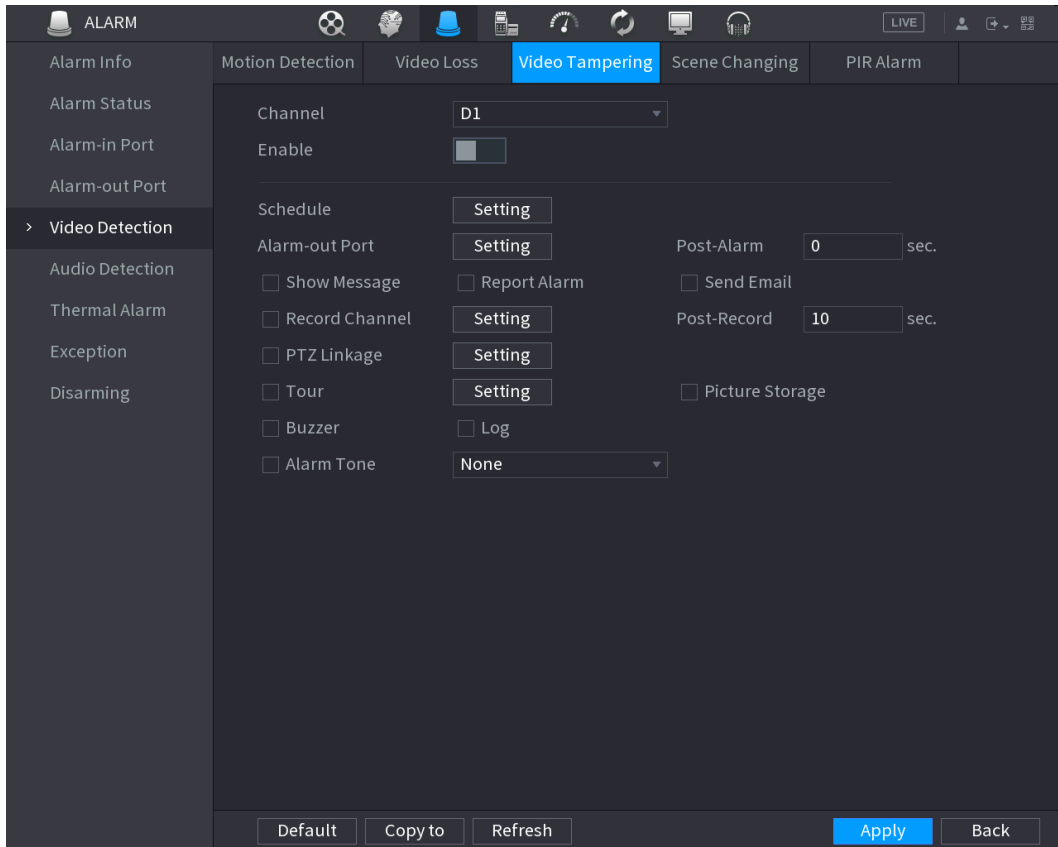 ALARM LIVE
Alarm Info
Alarm Status
Alarm-in Port
Alarm-out Port
> Video Detection
Audio Detection
Thermal Alarm
Exception
Disarming
Motion Detection Video Loss Video Tampering Scene Changing PIR Alarm
Channel D1
Enable
Schedule Setting
Alarm-out Port Setting Post-Alarm 0 sec.
Show Message Report Alarm Send Email
Record Channel Setting Post-Record 10 sec.
PTZ Linkage Setting
Tour Setting Picture Storage
Buzzer Log
Alarm Tone None
Default Copy to Refresh Apply Back